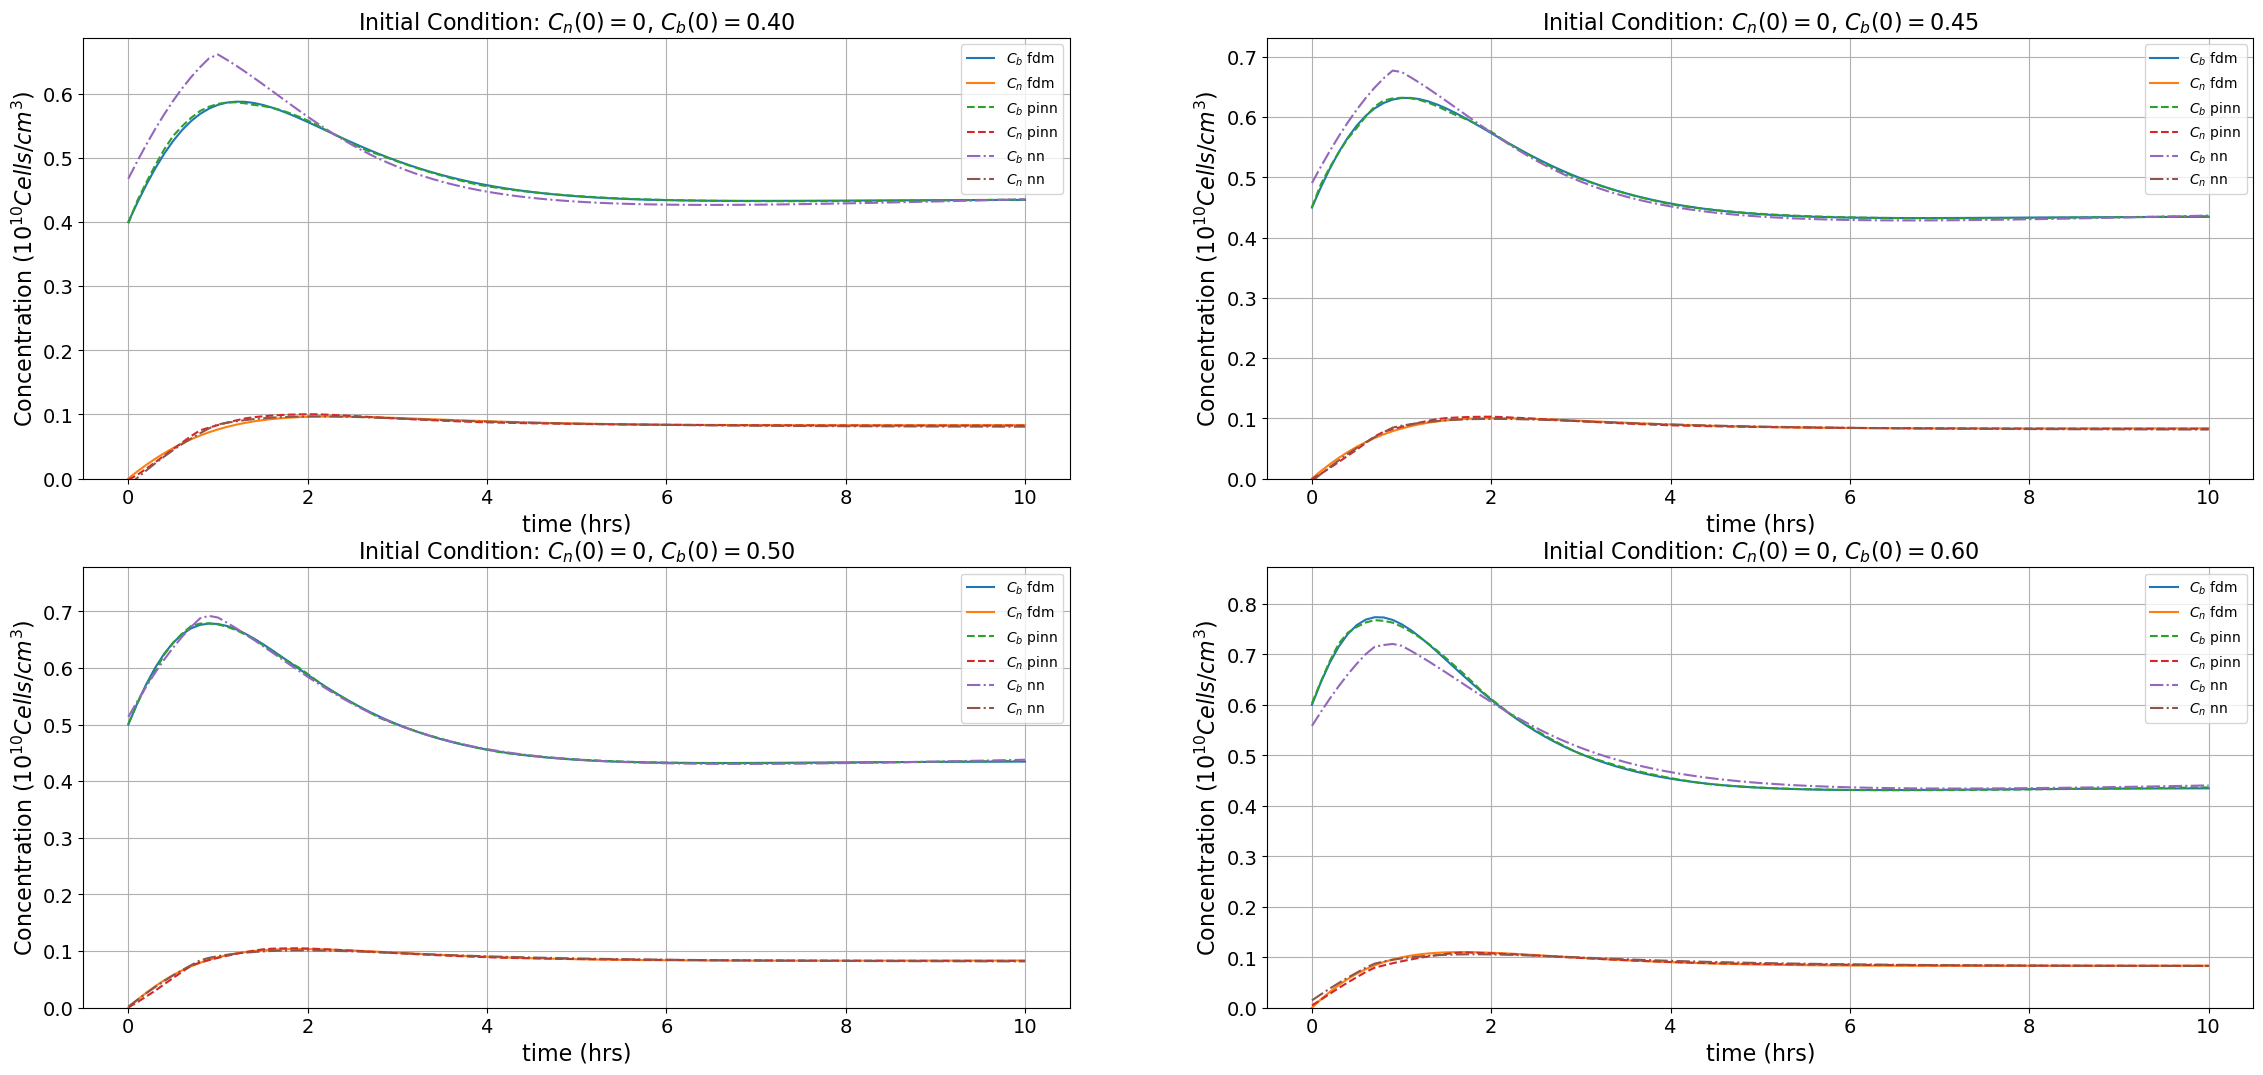 Initial Condition: $C_n(0) = 0$, $C_b(0) = 0.40$
Concentration ($10^{10}Cells/cm^3$)
0.6
0.5
0.4
0.3
0.2
0.1
0.0
$C_b$ fdm
$C_n$ fdm
$C_b$ pinn
$C_n$ pinn
$C_b$ nn
$C_n$ nn
0 2 4 6 8 10
time (hrs)
Initial Condition: $C_n(0) = 0$, $C_b(0) = 0.45$
Concentration ($10^{10}Cells/cm^3$)
0.7
0.6
0.5
0.4
0.3
0.2
0.1
0.0
$C_b$ fdm
$C_n$ fdm
$C_b$ pinn
$C_n$ pinn
$C_b$ nn
$C_n$ nn
0 2 4 6 8 10
time (hrs)
Initial Condition: $C_n(0) = 0$, $C_b(0) = 0.50$
Concentration ($10^{10}Cells/cm^3$)
0.7
0.6
0.5
0.4
0.3
0.2
0.1
0.0
$C_b$ fdm
$C_n$ fdm
$C_b$ pinn
$C_n$ pinn
$C_b$ nn
$C_n$ nn
0 2 4 6 8 10
time (hrs)
Initial Condition: $C_n(0) = 0$, $C_b(0) = 0.60$
Concentration ($10^{10}Cells/cm^3$)
0.8
0.7
0.6
0.5
0.4
0.3
0.2
0.1
0.0
$C_b$ fdm
$C_n$ fdm
$C_b$ pinn
$C_n$ pinn
$C_b$ nn
$C_n$ nn
0 2 4 6 8 10
time (hrs)